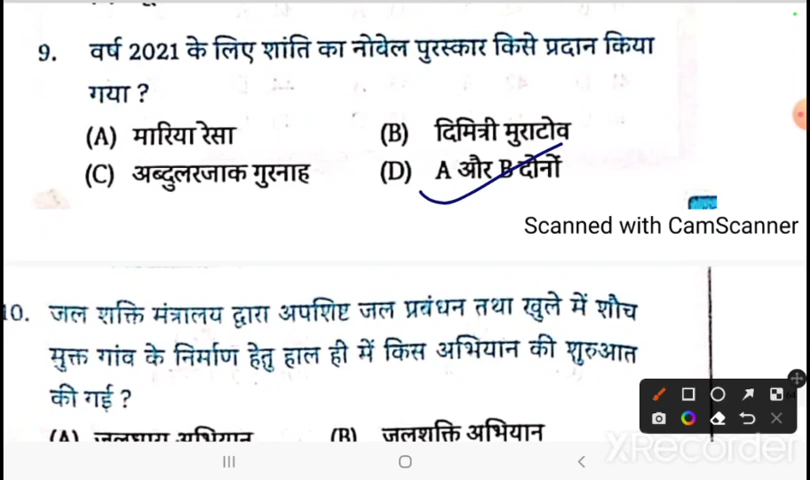 9. वर्ष 2021 के लिए शांति का नोबेल पुरस्कार किसे प्रदान किया
गया ?
(A) मारिया रेसा (B) दिमित्री मुराटोव
(C) अब्दुलरजाक गुरनाह (D) A और B दोनों
Scanned with CamScanner
10. जल शक्ति मंत्रालय द्वारा अपशिष्ट जल प्रबंधन तथा खुले में शौच
मुक्त गांव के निर्माण हेतु हाल ही में किस अभियान की शुरुआत
की गई ?
(A) अभियान (B) जलशक्ति अभियान
XRecorder